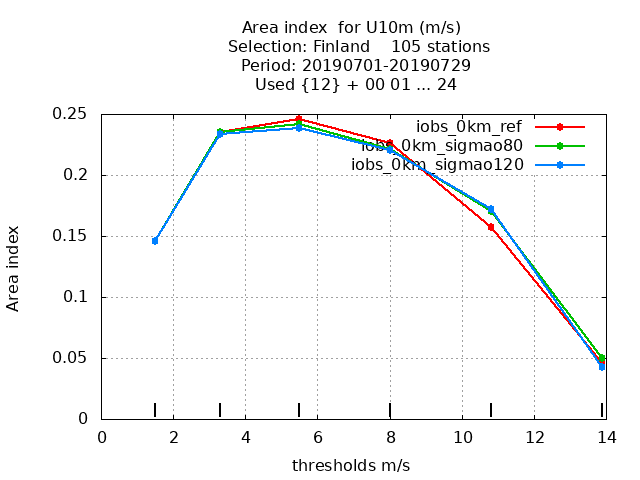 Area index  for U10m (m/s)
Selection: Finland    105 stations
Period: 20190701-20190729
Used {12} + 00 01 ... 24
iobs_0km_ref
iobs_0km_sigmao80
iobs_0km_sigmao120
Area index
0.25
0.2
0.15
0.1
0.05
0
0 2 4 6 8 10 12 14
thresholds m/s